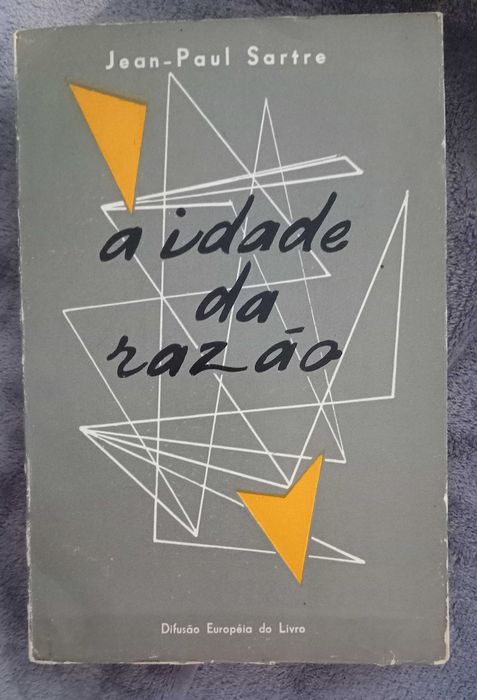 Jean-Paul Sartre
a idade
da
razão
Difusão Européia do Livro